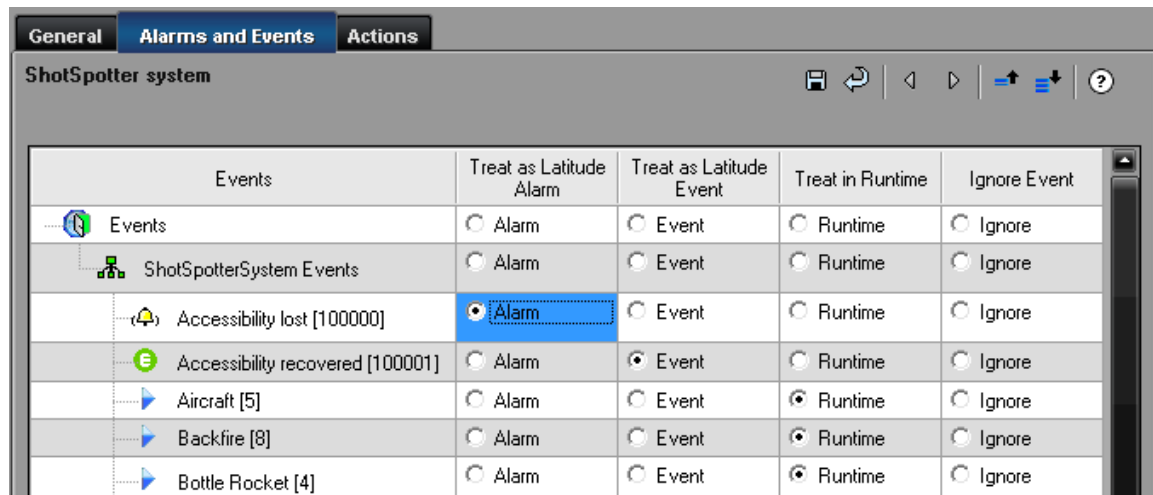 General Alarms and Events Actions
ShotSpotter system
Events Treat as Latitude Alarm Treat as Latitude Event Treat in Runtime Ignore Event
Events Alarm Event Runtime Ignore
ShotSpotterSystem Events Alarm Event Runtime Ignore
Accessibility lost [100000] Alarm Event Runtime Ignore
E Accessibility recovered [100001] Alarm Event Runtime Ignore
Aircraft [5] Alarm Event Runtime Ignore
Backfire [8] Alarm Event Runtime Ignore
Bottle Rocket [4] Alarm Event Runtime Ignore